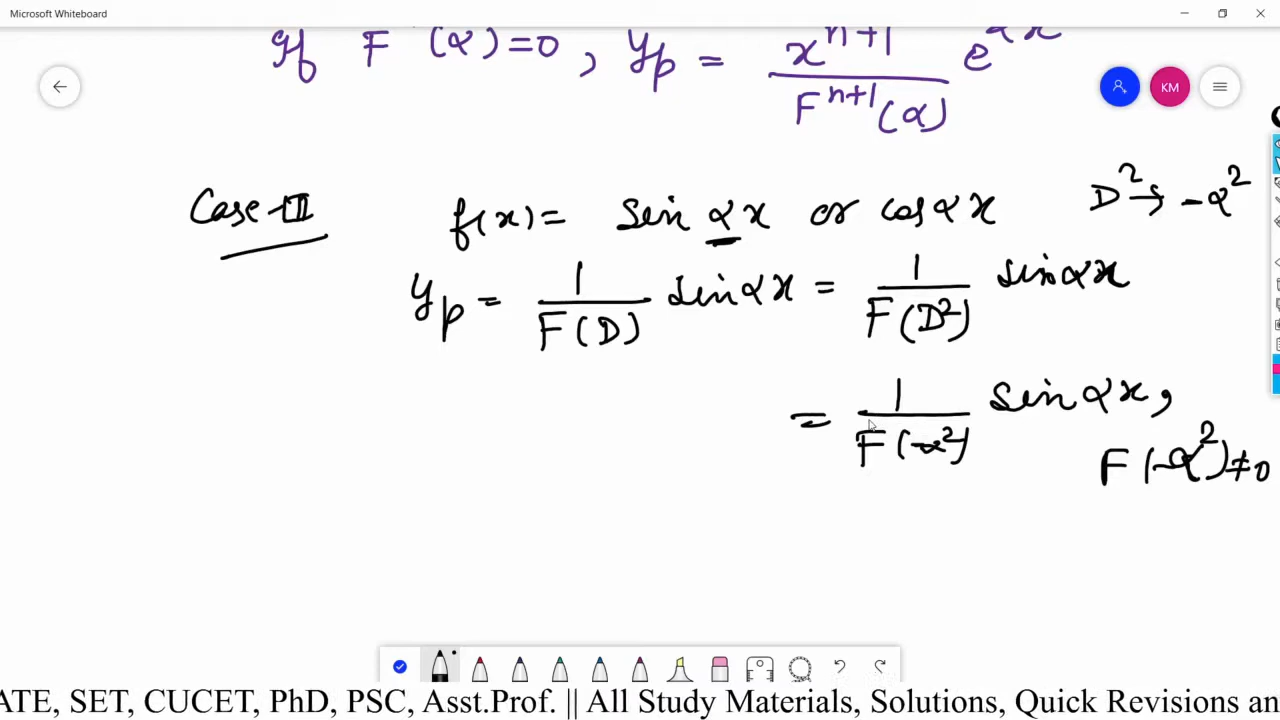 Microsoft Whiteboard
If F (α)=0, yp = x^(n+1) / F^(n+1)(α) e^αx
KM
Case-III f(x)= sin αx or cos αx D² → -α²
yp = 1/F(D) sin αx = 1/F(D²) sin αx
= 1/F(-α²) sin αx, F(-α²)≠0
ATE, SET, CUCET, PhD, PSC, Asst.Prof. || All Study Materials, Solutions, Quick Revisions an